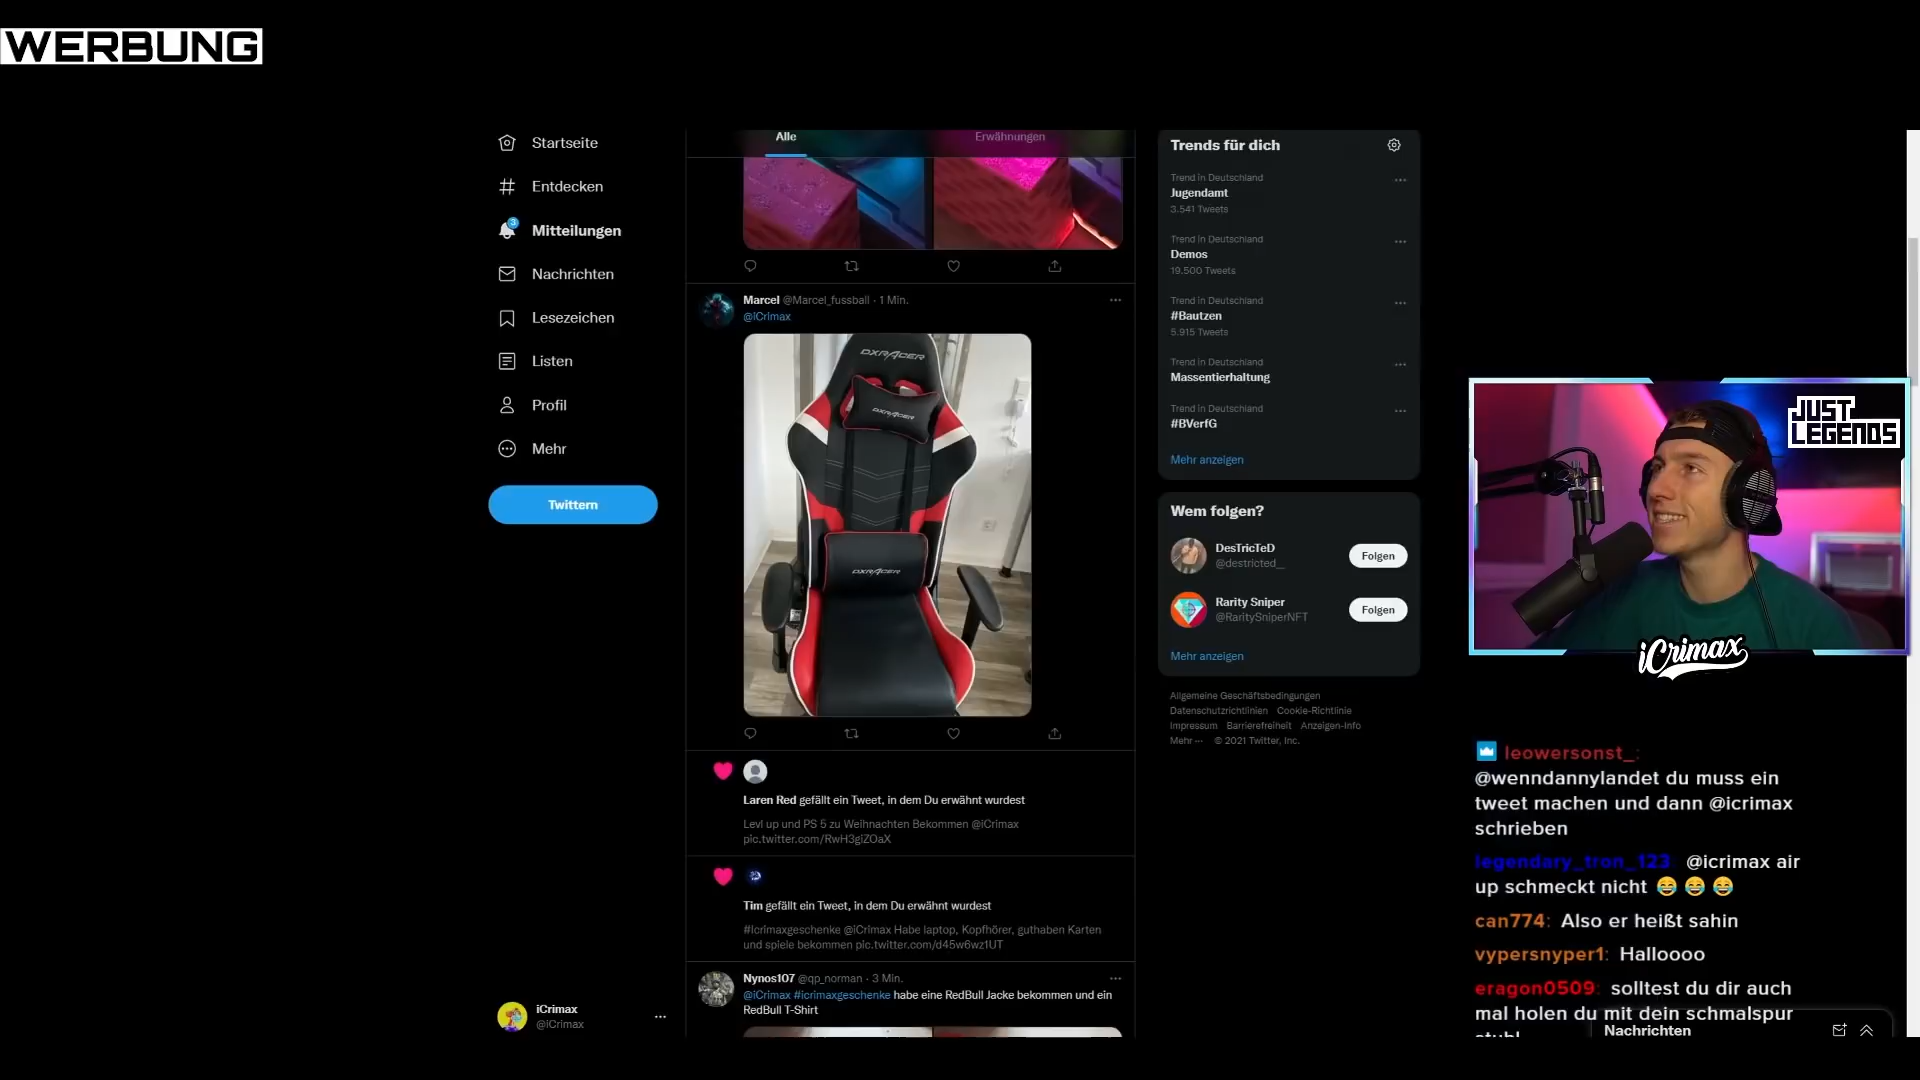 WERBUNG
Startseite
Entdecken
3
Mitteilungen
Nachrichten
Lesezeichen
Listen
Profil
Mehr
Twittern
iCrimax
@iCrimax
Alle
Erwähnungen
Marcel @Marcel_fussball · 1 Min.
@iCrimax
DXRACER
DXRACER
DXRACER
Laren Red gefällt ein Tweet, in dem Du erwähnt wurdest
Levl up und PS 5 zu Weihnachten Bekommen @iCrimax
pic.twitter.com/RwH3giZOaX
Tim gefällt ein Tweet, in dem Du erwähnt wurdest
#Icrimaxgeschenke @iCrimax Habe laptop, Kopfhörer, guthaben Karten
und spiele bekommen pic.twitter.com/d45w6wz1UT
Nynos107 @qp_norman · 3 Min.
@iCrimax #icrimaxgeschenke habe eine RedBull Jacke bekommen und ein
RedBull T-Shirt
Trends für dich
Trend in Deutschland
Jugendamt
3.541 Tweets
Trend in Deutschland
Demos
19.500 Tweets
Trend in Deutschland
#Bautzen
5.915 Tweets
Trend in Deutschland
Massentierhaltung
Trend in Deutschland
#BVerfG
Mehr anzeigen
Wem folgen?
DesTricTeD
@destricted__
Folgen
Rarity Sniper
@RaritySniperNFT
Folgen
Mehr anzeigen
Allgemeine Geschäftsbedingungen
Datenschutzrichtlinien Cookie-Richtlinie
Impressum Barrierefreiheit Anzeigen-Info
Mehr ··· © 2021 Twitter, Inc.
JUST
LEGENDS
iCrimax
leowersonst_:
@wenndannylandet du muss ein
tweet machen und dann @icrimax
schrieben
legendary_tron_123: @icrimax air
up schmeckt nicht 😂 😂 😂
can774: Also er heißt sahin
vypersnyper1: Halloooo
eragon0509: solltest du dir auch
mal holen du mit dein schmalspur
Nachrichten